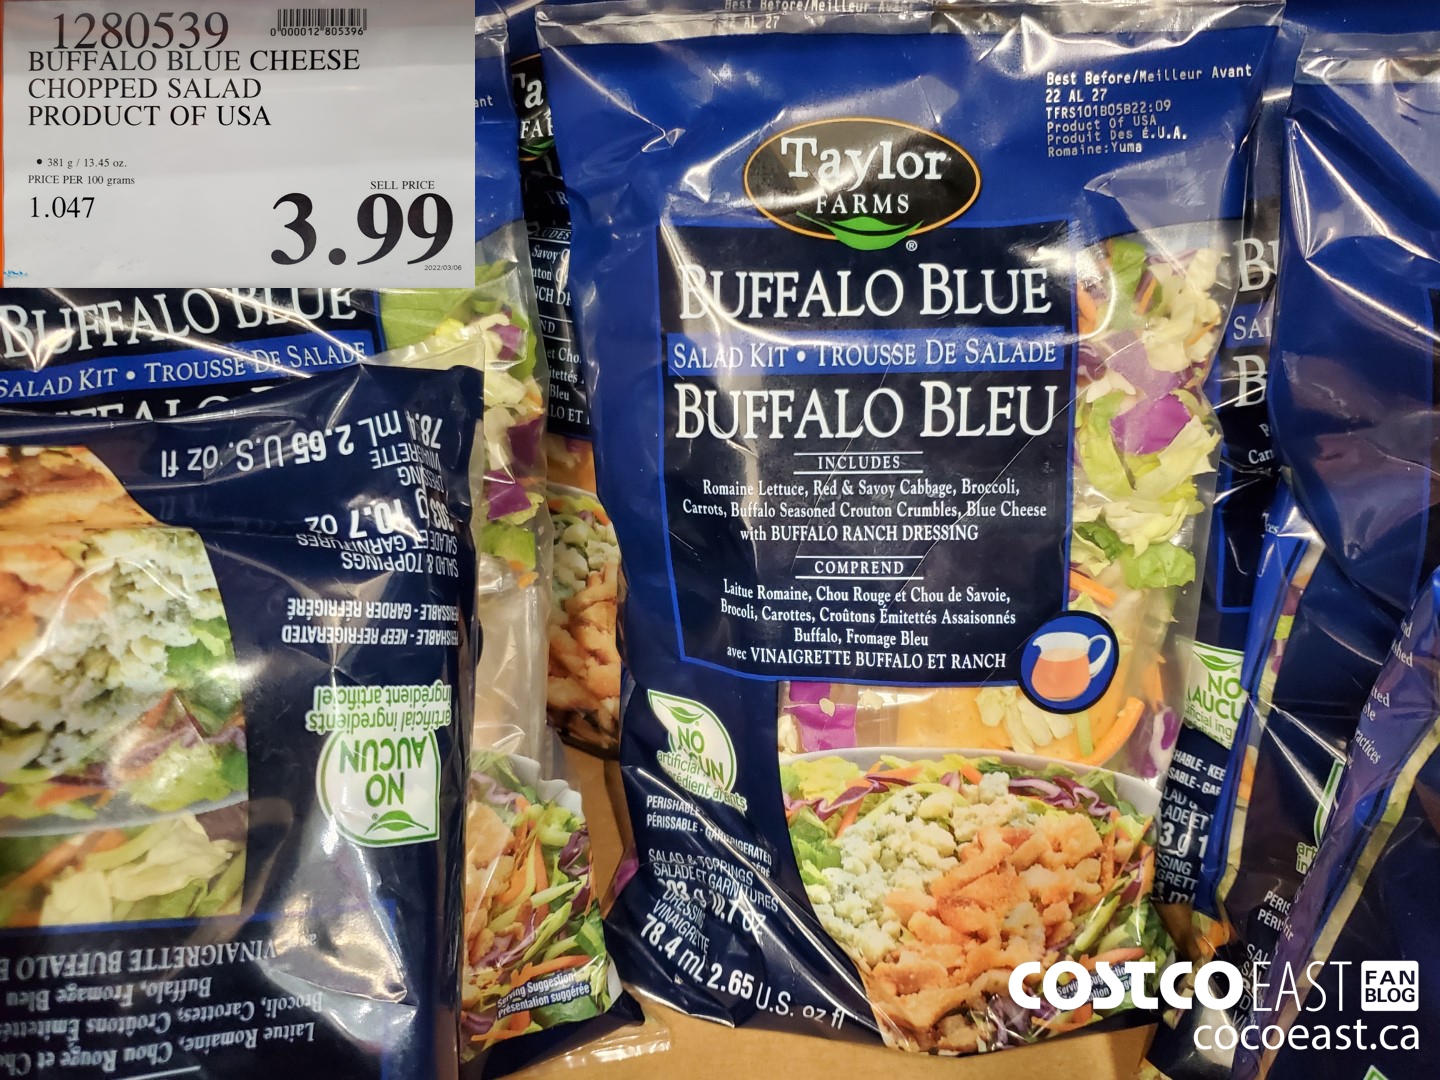 1280539
0 000012 805396
BUFFALO BLUE CHEESE
CHOPPED SALAD
PRODUCT OF USA
• 381 g / 13.45 oz.
PRICE PER 100 grams
1.047
SELL PRICE
3.99
2022/03/06
Best Before/Meilleur Avant
22 AL 27
TFRS101B05B22:09
Product Of USA
Produit Des É.U.A.
Romaine:Yuma
Taylor
FARMS
®
BUFFALO BLUE
SALAD KIT • TROUSSE DE SALADE
BUFFALO BLEU
INCLUDES
Romaine Lettuce, Red & Savoy Cabbage, Broccoli,
Carrots, Buffalo Seasoned Crouton Crumbles, Blue Cheese
with BUFFALO RANCH DRESSING
COMPREND
Laitue Romaine, Chou Rouge et Chou de Savoie,
Brocoli, Carottes, Croûtons Émitettés Assaisonnés
Buffalo, Fromage Bleu
avec VINAIGRETTE BUFFALO ET RANCH
NO
artificial
SALAD & TOPPINGS
SALADE ET GARNITURES
DRESSING
VINAIGRETTE
78.4 mL 2.65 U.S. oz fl
BUFFALO BLUE
SALAD KIT • TROUSSE DE SALADE
78.4 mL 2.65 U.S. oz fl
10.7 OZ
SALAD & TOPPINGS
SALADE ET GARNITURES
PERISSABLE - GARDER RÉFRIGÉRÉ
PERISHABLE - KEEP REFRIGERATED
artificial ingredients
ingrédient artificiel
NO
AUCUN
VINAIGRETTE BUFFALO
Buffalo, Fromage Bleu
Brocoli, Carottes, Croûtons Émitettés
Laitue Romaine, Chou Rouge et
Serving Suggestion
Présentation suggérée
COSTCO EAST FAN BLOG
cocoeast.ca